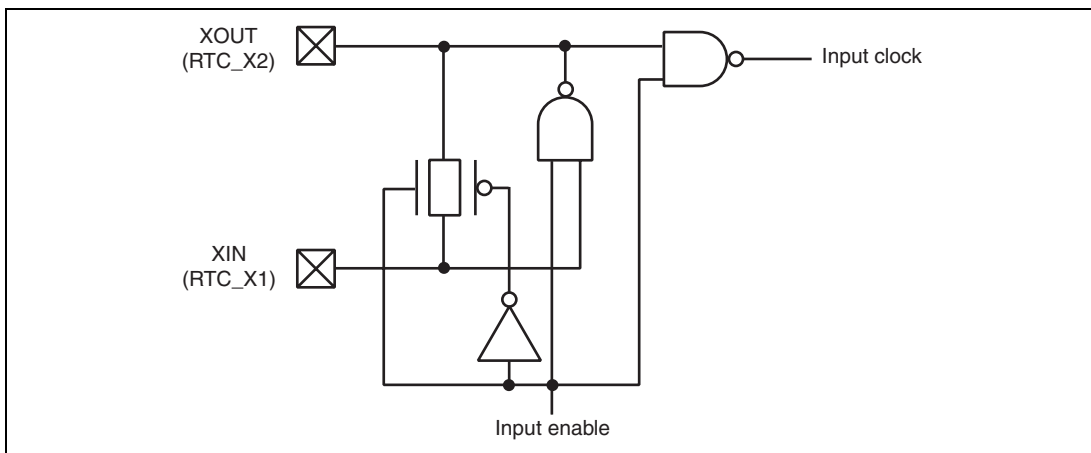 XOUT
(RTC_X2)
Input clock
XIN
(RTC_X1)
Input enable